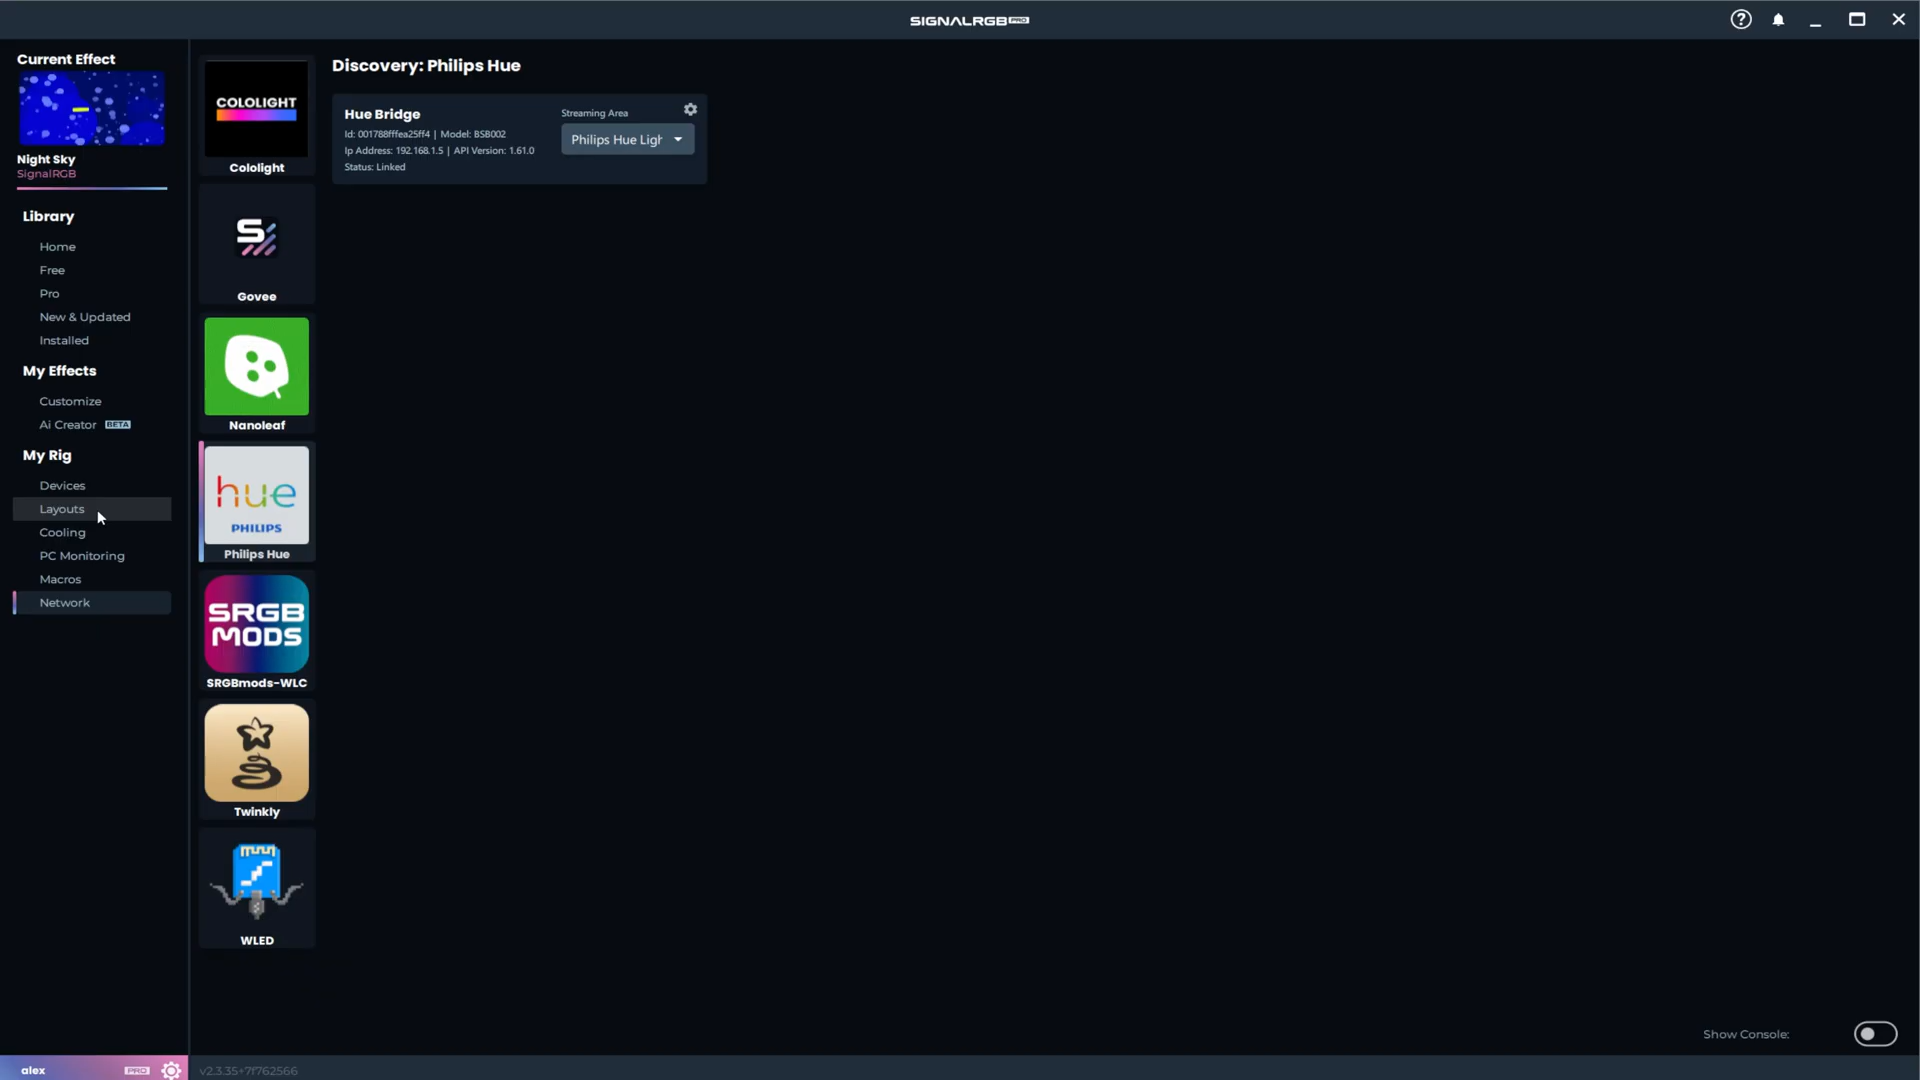 SIGNALRGB PRO
Current Effect
Night Sky
SignalRGB
Library
Home
Free
Pro
New & Updated
Installed
My Effects
Customize
Ai Creator BETA
My Rig
Devices
Layouts
Cooling
PC Monitoring
Macros
Network
alex PRO
COLOLIGHT
Cololight
Govee
Nanoleaf
hue
PHILIPS
Philips Hue
SRGB
MODS
SRGBmods-WLC
Twinkly
WLED
Discovery: Philips Hue
Hue Bridge
Id: 001788fffea25ff4 | Model: BSB002
Ip Address: 192.168.1.5 | API Version: 1.61.0
Status: Linked
Streaming Area
Philips Hue Ligh
Show Console:
v2.3.35+7f762566